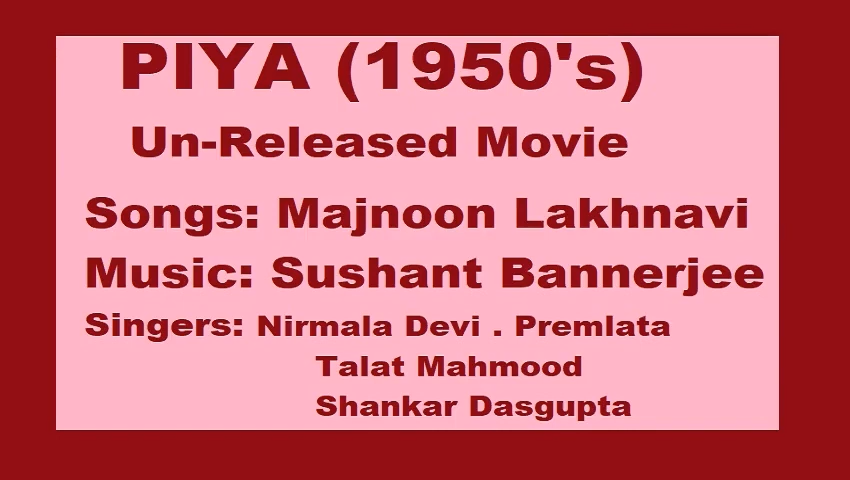 PIYA (1950's)
Un-Released Movie
Songs: Majnoon Lakhnavi
Music: Sushant Bannerjee
Singers: Nirmala Devi . Premlata
Talat Mahmood
Shankar Dasgupta